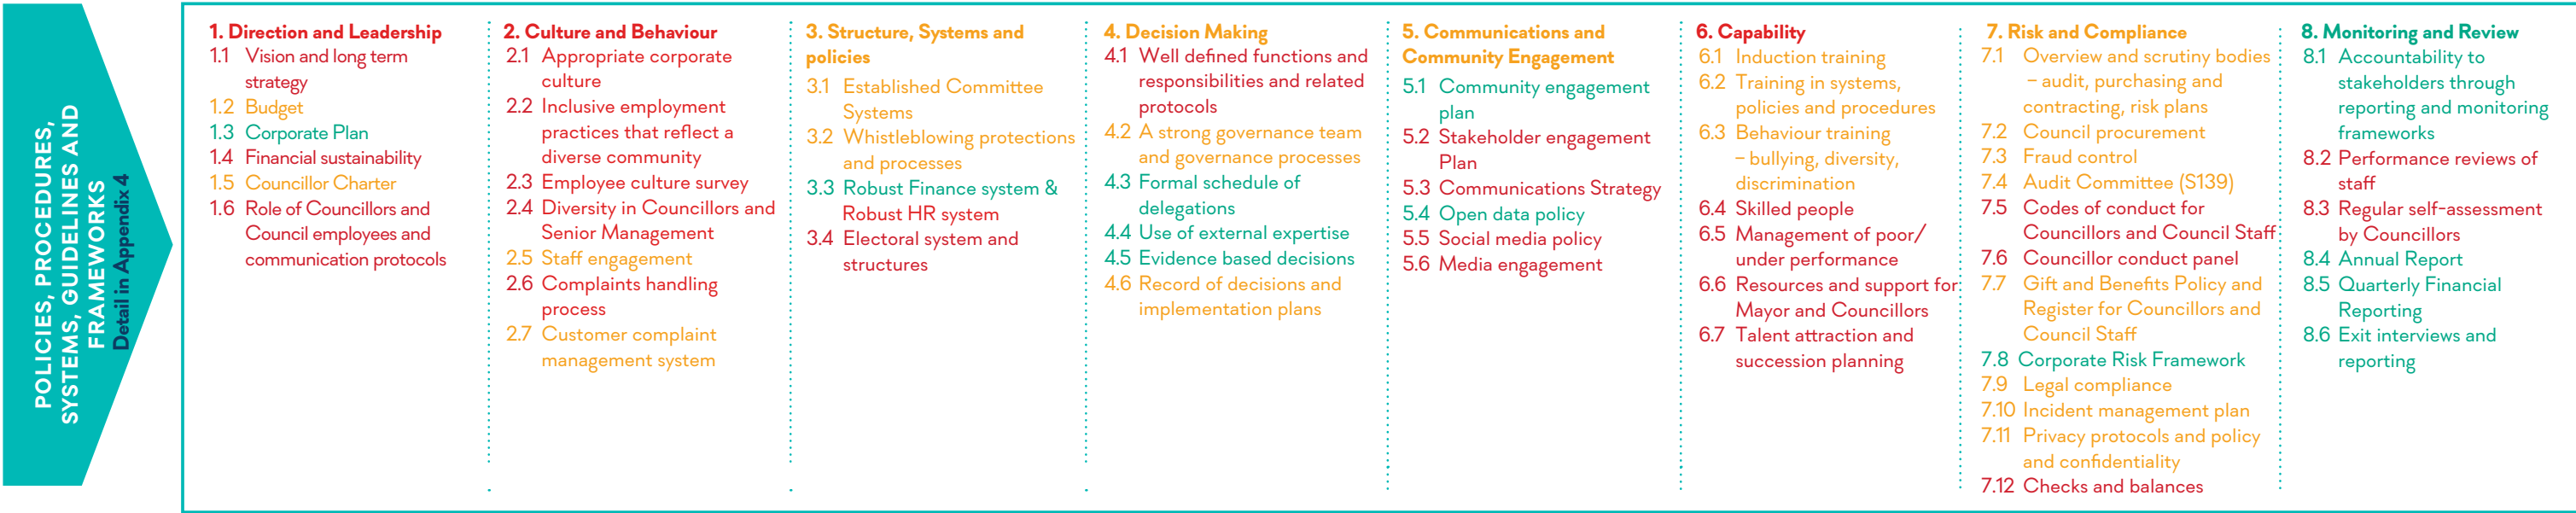 POLICIES, PROCEDURES,
SYSTEMS, GUIDELINES AND
FRAMEWORKS
Detail in Appendix 4
1. Direction and Leadership
1.1 Vision and long term
strategy
1.2 Budget
1.3 Corporate Plan
1.4 Financial sustainability
1.5 Councillor Charter
1.6 Role of Councillors and
Council employees and
communication protocols
2. Culture and Behaviour
2.1 Appropriate corporate
culture
2.2 Inclusive employment
practices that reflect a
diverse community
2.3 Employee culture survey
2.4 Diversity in Councillors and
Senior Management
2.5 Staff engagement
2.6 Complaints handling
process
2.7 Customer complaint
management system
3. Structure, Systems and
policies
3.1 Established Committee
Systems
3.2 Whistleblowing protections
and processes
3.3 Robust Finance system &
Robust HR system
3.4 Electoral system and
structures
4. Decision Making
4.1 Well defined functions and
responsibilities and related
protocols
4.2 A strong governance team
and governance processes
4.3 Formal schedule of
delegations
4.4 Use of external expertise
4.5 Evidence based decisions
4.6 Record of decisions and
implementation plans
5. Communications and
Community Engagement
5.1 Community engagement
plan
5.2 Stakeholder engagement
Plan
5.3 Communications Strategy
5.4 Open data policy
5.5 Social media policy
5.6 Media engagement
6. Capability
6.1 Induction training
6.2 Training in systems,
policies and procedures
6.3 Behaviour training
– bullying, diversity,
discrimination
6.4 Skilled people
6.5 Management of poor/
under performance
6.6 Resources and support for
Mayor and Councillors
6.7 Talent attraction and
succession planning
7. Risk and Compliance
7.1 Overview and scrutiny bodies
– audit, purchasing and
contracting, risk plans
7.2 Council procurement
7.3 Fraud control
7.4 Audit Committee (S139)
7.5 Codes of conduct for
Councillors and Council Staff
7.6 Councillor conduct panel
7.7 Gift and Benefits Policy and
Register for Councillors and
Council Staff
7.8 Corporate Risk Framework
7.9 Legal compliance
7.10 Incident management plan
7.11 Privacy protocols and policy
and confidentiality
7.12 Checks and balances
8. Monitoring and Review
8.1 Accountability to
stakeholders through
reporting and monitoring
frameworks
8.2 Performance reviews of
staff
8.3 Regular self-assessment
by Councillors
8.4 Annual Report
8.5 Quarterly Financial
Reporting
8.6 Exit interviews and
reporting